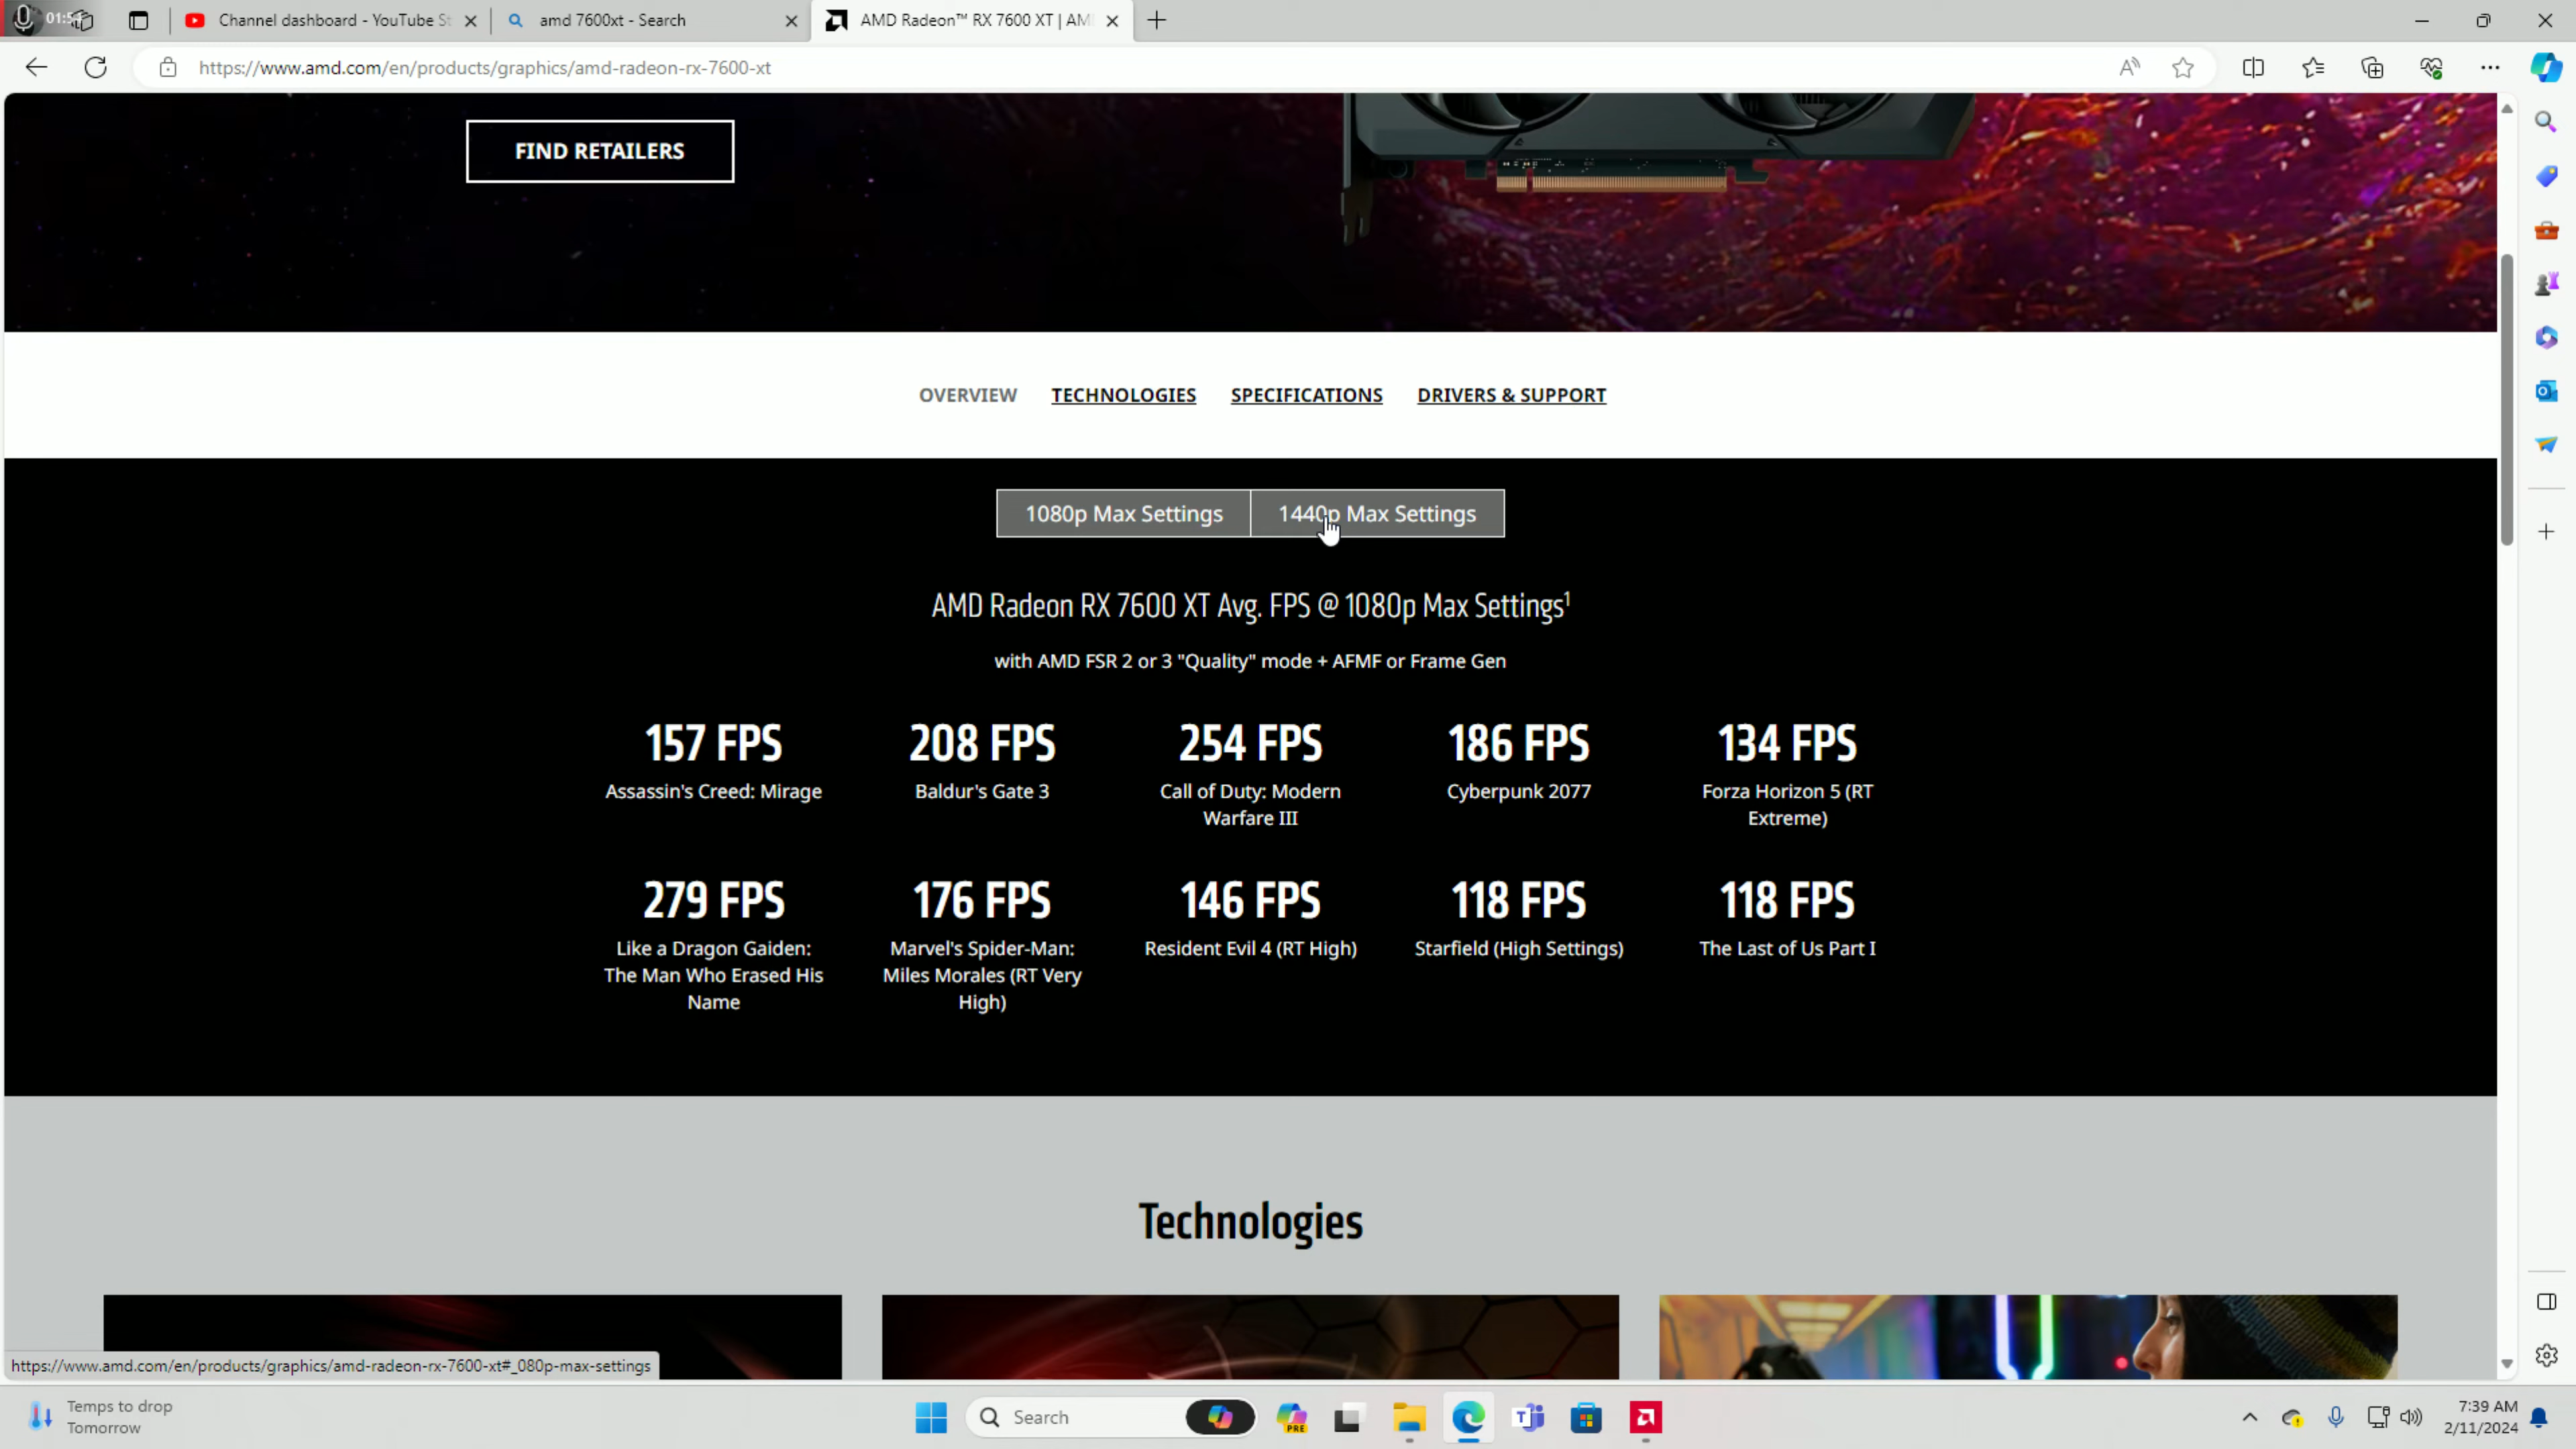 01:54
Channel dashboard - YouTube St
amd 7600xt - Search
AMD Radeon™ RX 7600 XT | AM
https://www.amd.com/en/products/graphics/amd-radeon-rx-7600-xt
FIND RETAILERS
OVERVIEW TECHNOLOGIES SPECIFICATIONS DRIVERS & SUPPORT
1080p Max Settings 1440p Max Settings
AMD Radeon RX 7600 XT Avg. FPS @ 1080p Max Settings¹
with AMD FSR 2 or 3 "Quality" mode + AFMF or Frame Gen
157 FPS
Assassin's Creed: Mirage
208 FPS
Baldur's Gate 3
254 FPS
Call of Duty: Modern
Warfare III
186 FPS
Cyberpunk 2077
134 FPS
Forza Horizon 5 (RT
Extreme)
279 FPS
Like a Dragon Gaiden:
The Man Who Erased His
Name
176 FPS
Marvel's Spider-Man:
Miles Morales (RT Very
High)
146 FPS
Resident Evil 4 (RT High)
118 FPS
Starfield (High Settings)
118 FPS
The Last of Us Part I
Technologies
https://www.amd.com/en/products/graphics/amd-radeon-rx-7600-xt#_080p-max-settings
Temps to drop
Tomorrow
Search
PRE
7:39 AM
2/11/2024